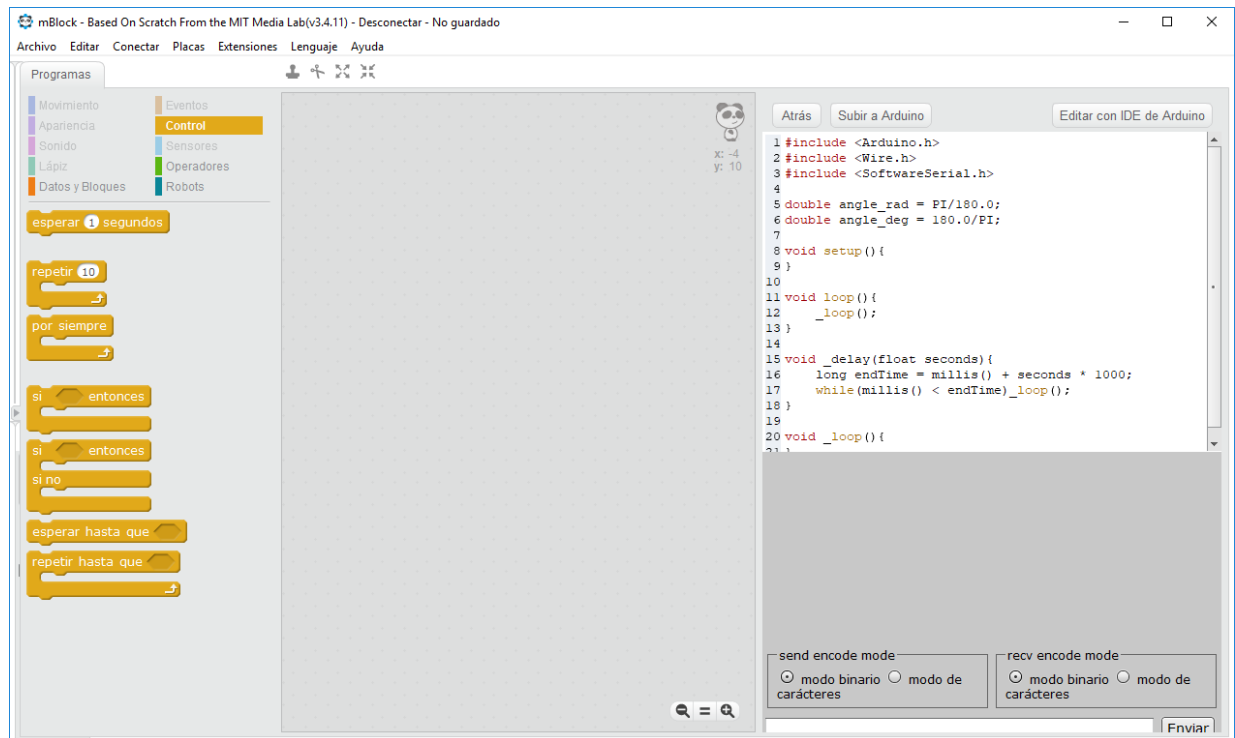 mBlock - Based On Scratch From the MIT Media Lab(v3.4.11) - Desconectar - No guardado
Archivo Editar Conectar Placas Extensiones Lenguaje Ayuda
Programas
Movimiento Eventos
Apariencia Control
Sonido Sensores
Lápiz Operadores
Datos y Bloques Robots
esperar 1 segundos
repetir 10
por siempre
si entonces
si entonces
si no
esperar hasta que
repetir hasta que
x: -4
y: 10
Atrás Subir a Arduino Editar con IDE de Arduino
1 #include <Arduino.h>
2 #include <Wire.h>
3 #include <SoftwareSerial.h>
4
5 double angle_rad = PI/180.0;
6 double angle_deg = 180.0/PI;
7
8 void setup(){
9 }
10
11 void loop(){
12 _loop();
13 }
14
15 void _delay(float seconds){
16 long endTime = millis() + seconds * 1000;
17 while(millis() < endTime)_loop();
18 }
19
20 void _loop(){
21 }
send encode mode recv encode mode
modo binario modo de carácteres modo binario modo de carácteres
Enviar